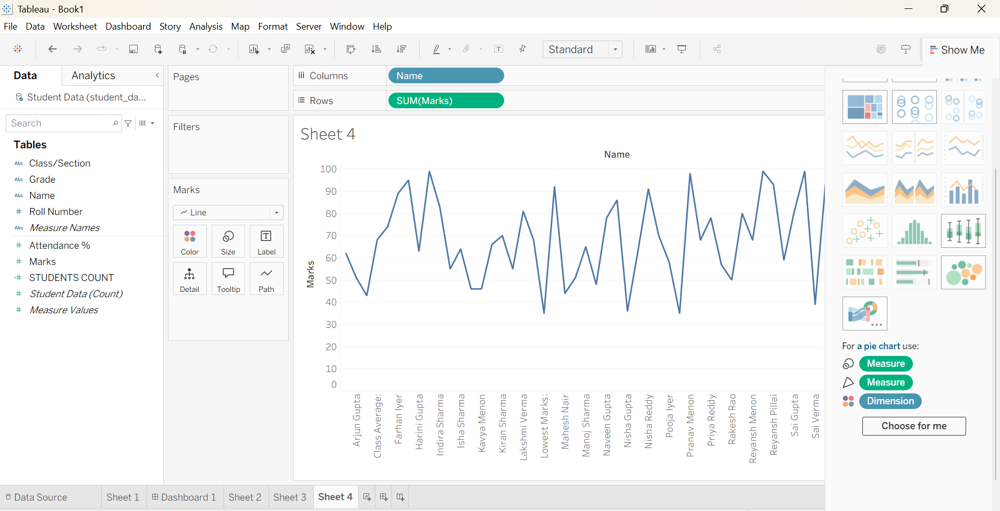 Tableau - Book1
File Data Worksheet Dashboard Story Analysis Map Format Server Window Help
Standard
Show Me
Data Analytics
Student Data (student_da...
Search
Tables
Abc Class/Section
Abc Grade
Abc Name
# Roll Number
Abc Measure Names
# Attendance %
# Marks
=# STUDENTS COUNT
# Student Data (Count)
# Measure Values
Pages
Filters
Marks
Line
Color Size Label
Detail Tooltip Path
Columns Name
Rows SUM(Marks)
Sheet 4
Name
Marks
100
90
80
70
60
50
40
30
20
10
0
Arjun Gupta
Class Average:
Farhan Iyer
Harini Gupta
Indira Sharma
Isha Sharma
Kavya Menon
Kiran Sharma
Lakshmi Verma
Lowest Marks:
Mahesh Nair
Manoj Sharma
Naveen Gupta
Nisha Gupta
Nisha Reddy
Pooja Iyer
Pranav Menon
Priya Reddy
Rakesh Rao
Reyansh Menon
Reyansh Pillai
Sai Gupta
Sai Verma
For a pie chart use:
Measure
Measure
Dimension
Choose for me
Data Source Sheet 1 Dashboard 1 Sheet 2 Sheet 3 Sheet 4